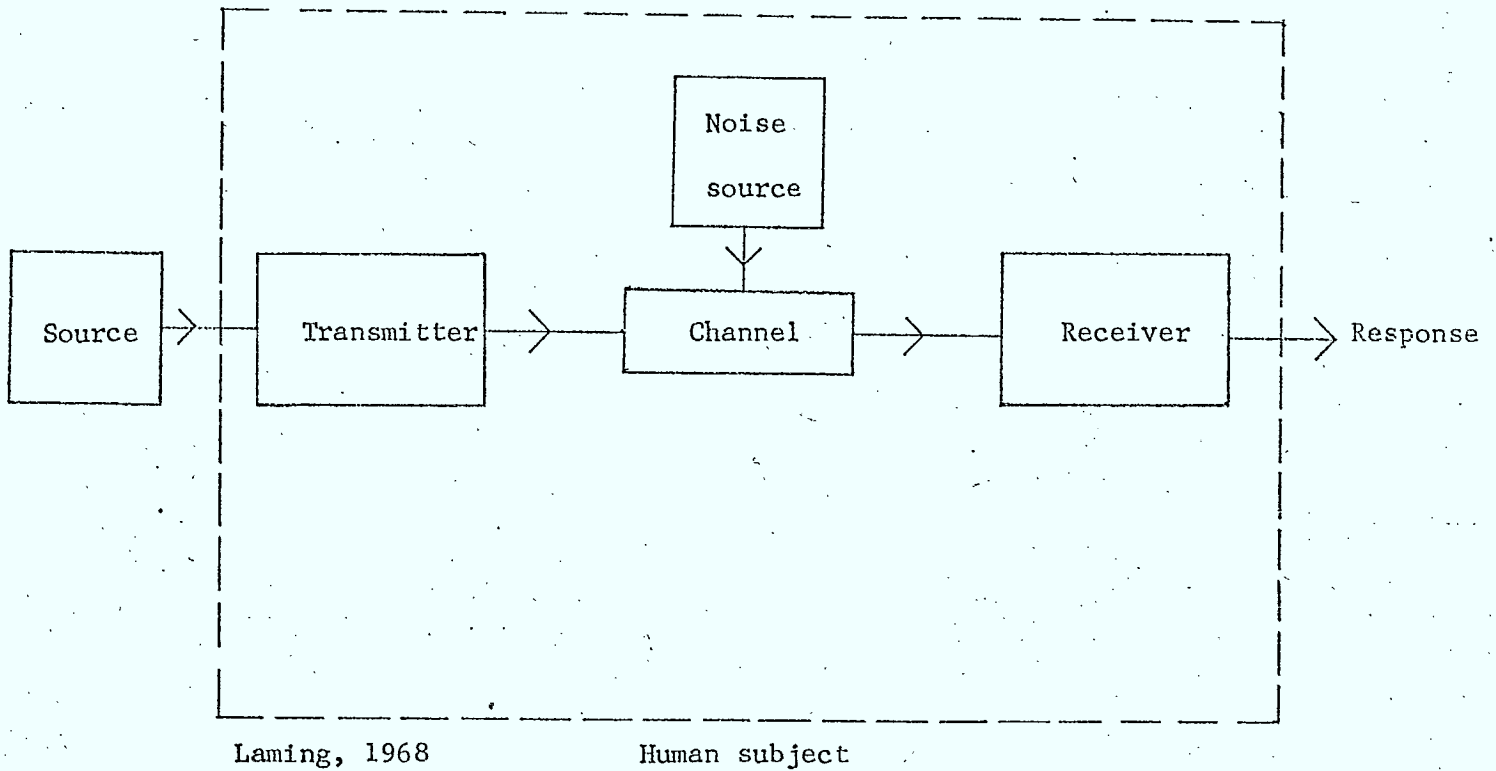 Noise
source
Source
Transmitter
Channel
Receiver
Response
Laming, 1968
Human subject